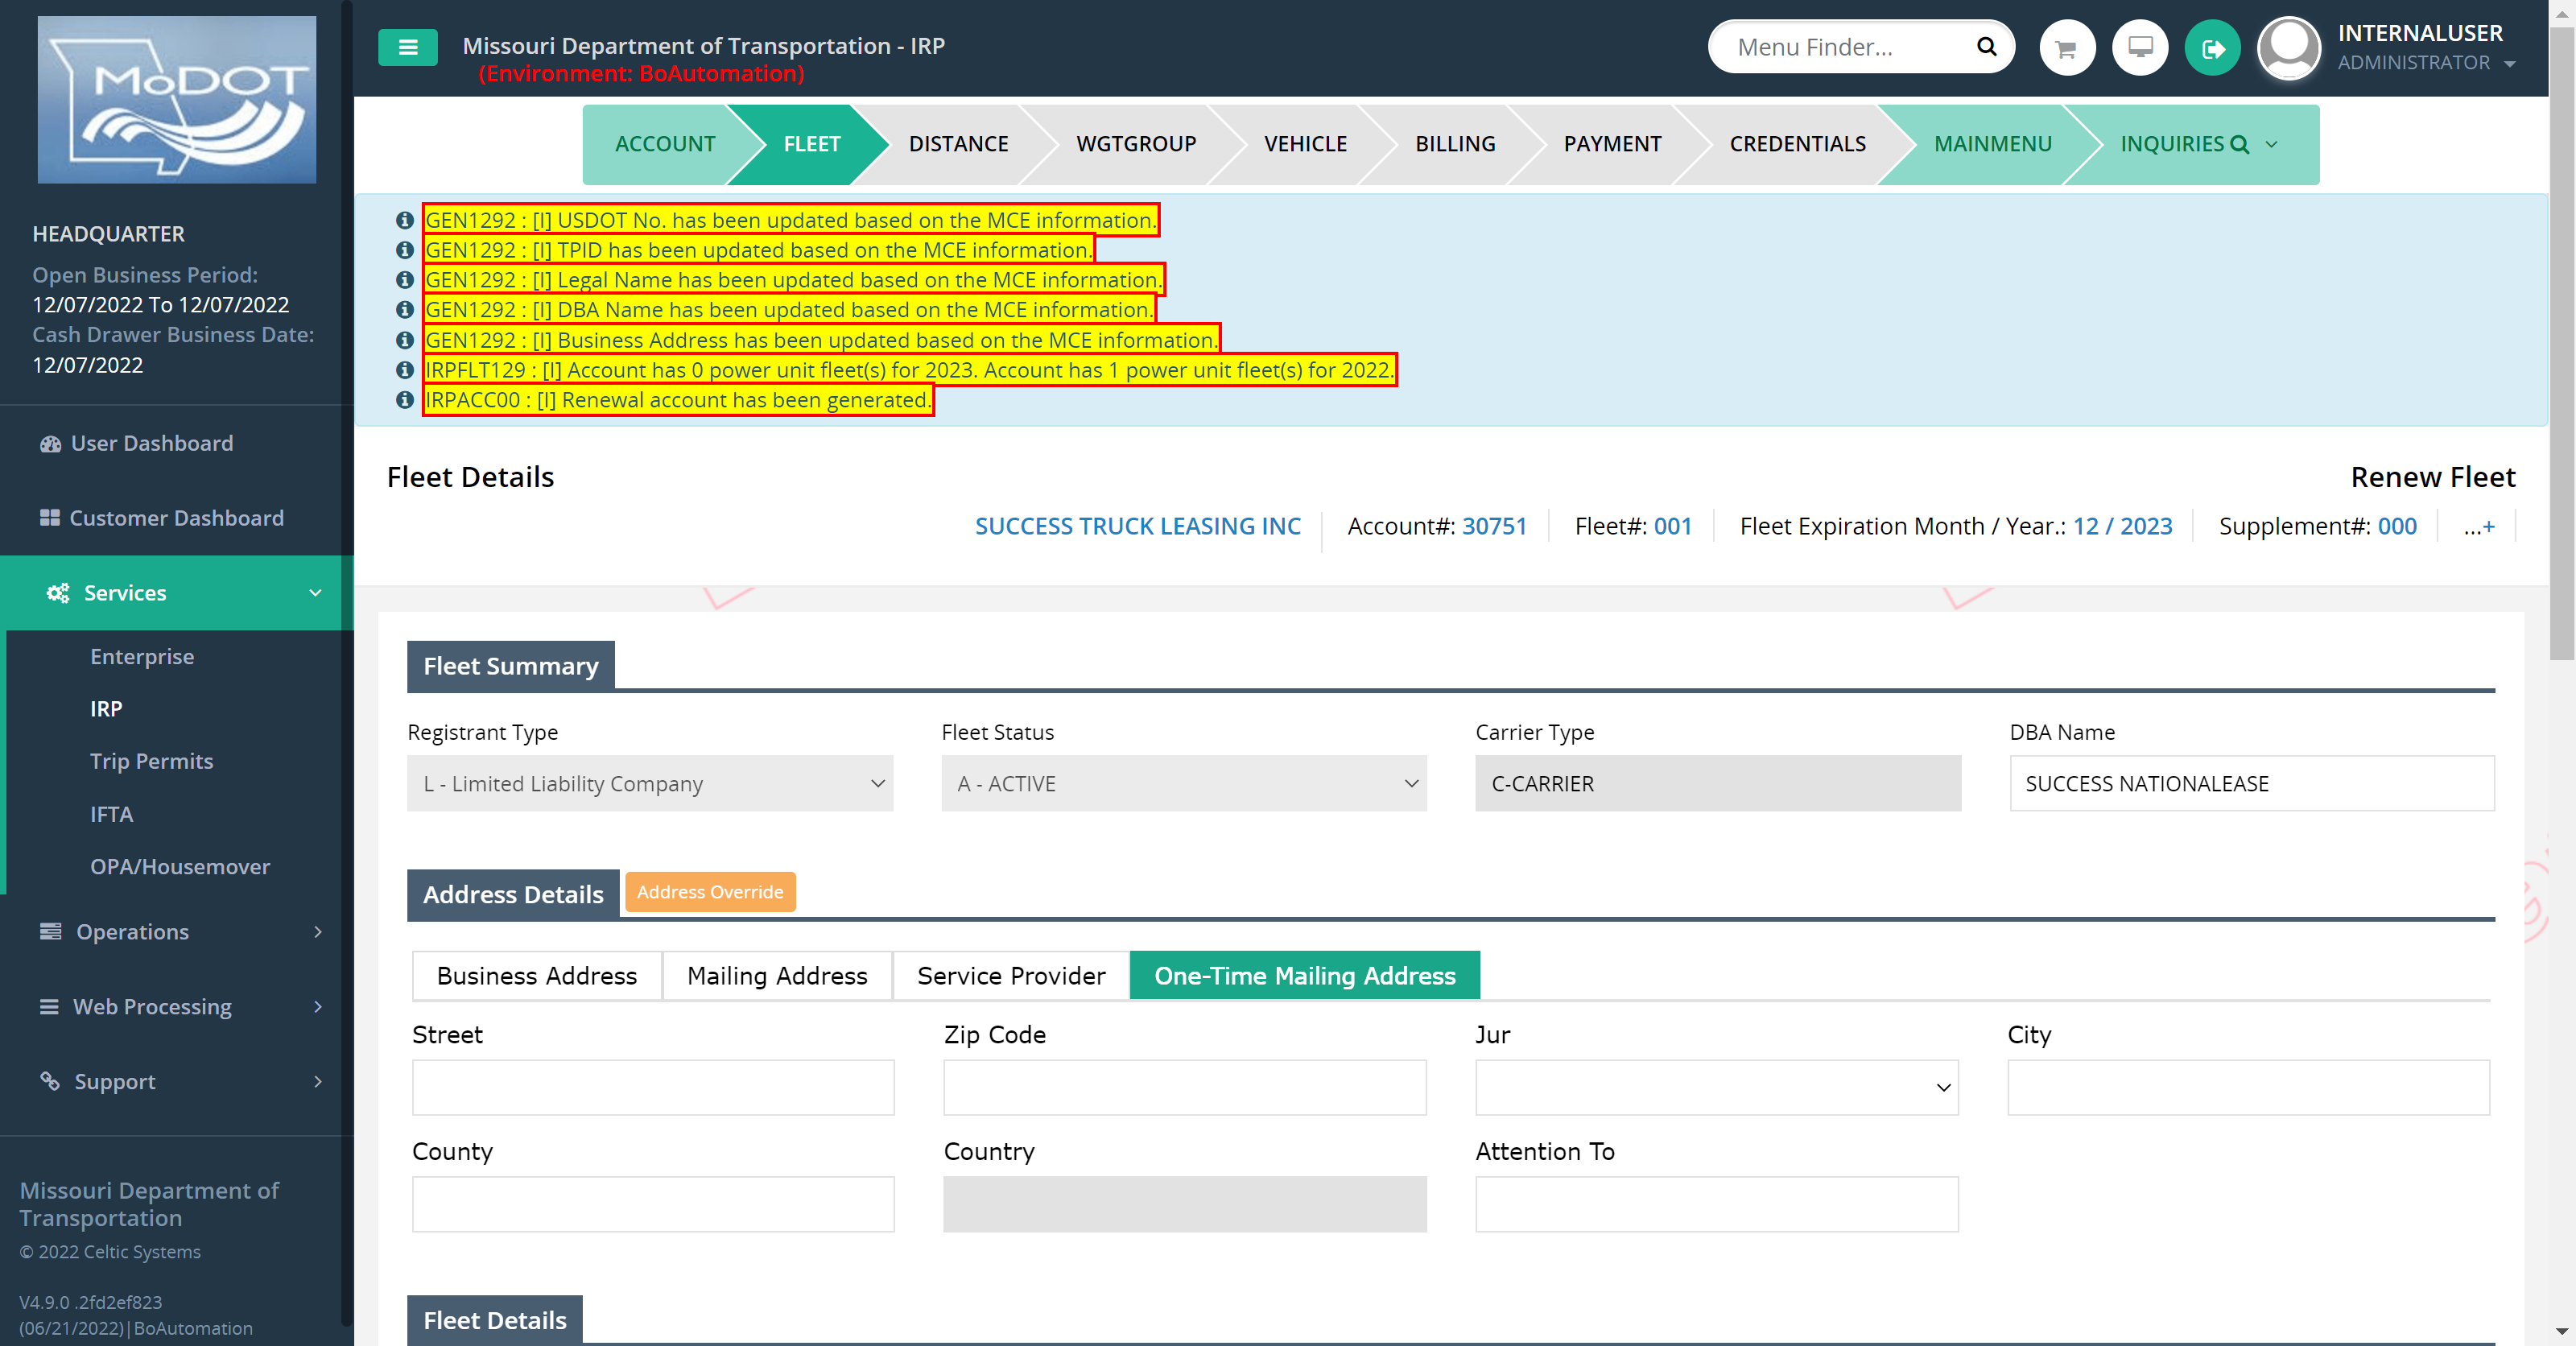 MoDOT
Missouri Department of Transportation - IRP
(Environment: BoAutomation)
Menu Finder...
INTERNALUSER
ADMINISTRATOR
HEADQUARTER
Open Business Period:
12/07/2022 To 12/07/2022
Cash Drawer Business Date:
12/07/2022
User Dashboard
Customer Dashboard
Services
Enterprise
IRP
Trip Permits
IFTA
OPA/Housemover
Operations
Web Processing
Support
Missouri Department of
Transportation
© 2022 Celtic Systems
V4.9.0 .2fd2ef823
(06/21/2022)|BoAutomation
ACCOUNT FLEET DISTANCE WGTGROUP VEHICLE BILLING PAYMENT CREDENTIALS MAINMENU INQUIRIES
GEN1292 : [I] USDOT No. has been updated based on the MCE information.
GEN1292 : [I] TPID has been updated based on the MCE information.
GEN1292 : [I] Legal Name has been updated based on the MCE information.
GEN1292 : [I] DBA Name has been updated based on the MCE information.
GEN1292 : [I] Business Address has been updated based on the MCE information.
IRPFLT129 : [I] Account has 0 power unit fleet(s) for 2023. Account has 1 power unit fleet(s) for 2022.
IRPACC00 : [I] Renewal account has been generated.
Fleet Details Renew Fleet
SUCCESS TRUCK LEASING INC Account#: 30751 Fleet#: 001 Fleet Expiration Month / Year.: 12 / 2023 Supplement#: 000 ...+
Fleet Summary
Registrant Type Fleet Status Carrier Type DBA Name
L - Limited Liability Company A - ACTIVE C-CARRIER SUCCESS NATIONALEASE
Address Details Address Override
Business Address Mailing Address Service Provider One-Time Mailing Address
Street Zip Code Jur City
County Country Attention To
Fleet Details